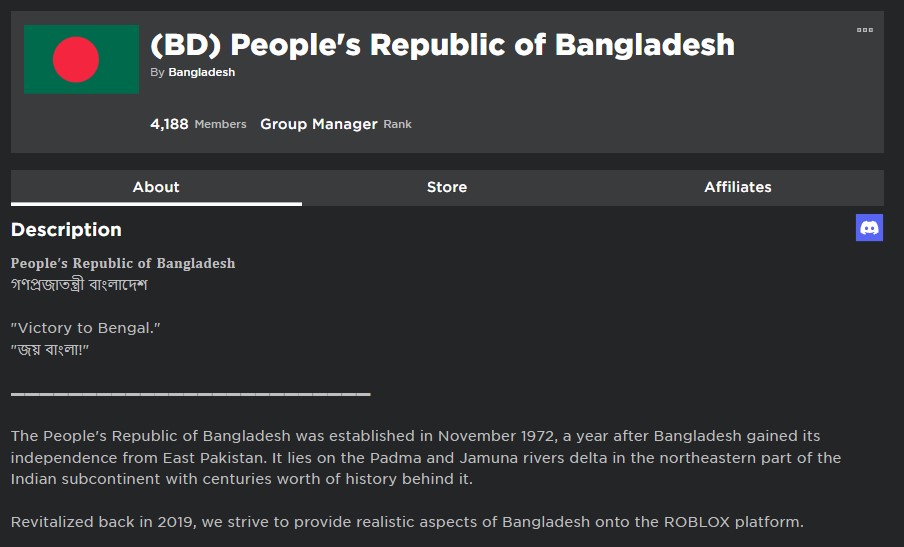 (BD) People's Republic of Bangladesh
By Bangladesh
4,188 Members Group Manager Rank
About Store Affiliates
Description
People's Republic of Bangladesh
গণপ্রজাতন্ত্রী বাংলাদেশ
"Victory to Bengal."
"জয় বাংলা!"
The People's Republic of Bangladesh was established in November 1972, a year after Bangladesh gained its
independence from East Pakistan. It lies on the Padma and Jamuna rivers delta in the northeastern part of the
Indian subcontinent with centuries worth of history behind it.
Revitalized back in 2019, we strive to provide realistic aspects of Bangladesh onto the ROBLOX platform.